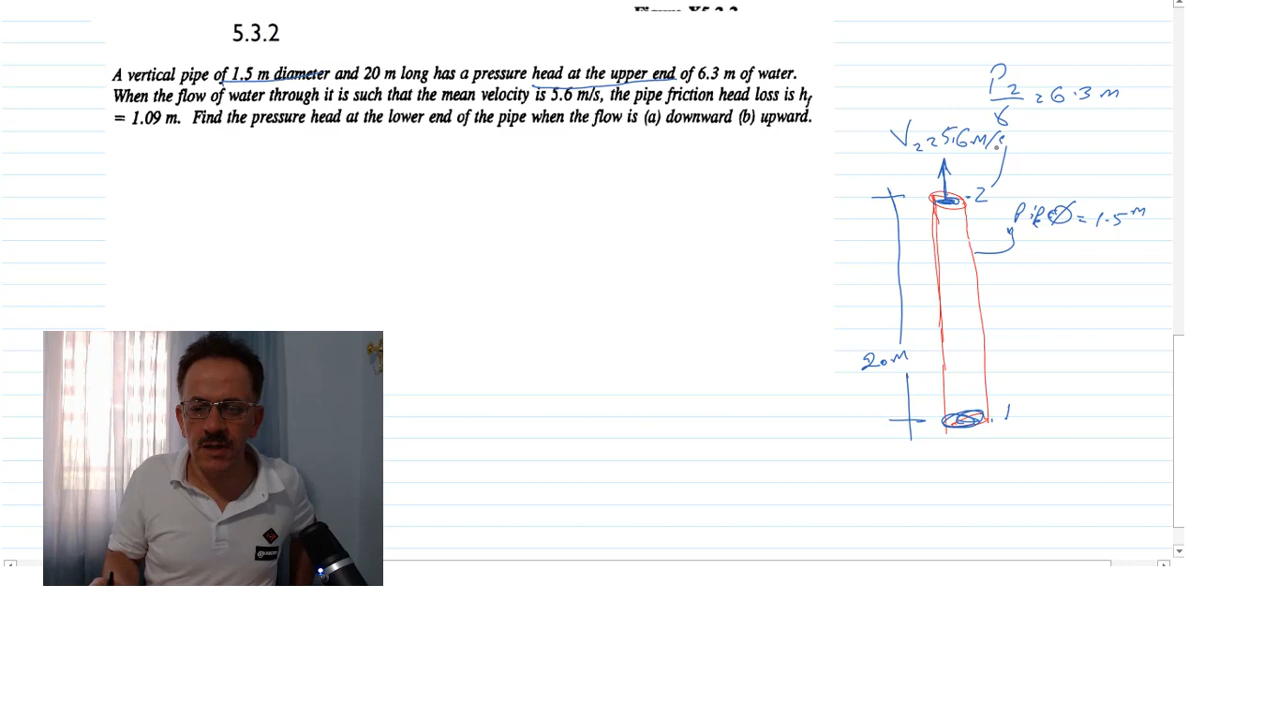 5.3.2
A vertical pipe of 1.5 m diameter and 20 m long has a pressure head at the upper end of 6.3 m of water.
When the flow of water through it is such that the mean velocity is 5.6 m/s, the pipe friction head loss is hf
= 1.09 m. Find the pressure head at the lower end of the pipe when the flow is (a) downward (b) upward.
P2/γ = 6.3 m
V2 = 5.6 m/s
2
pipe Ø = 1.5 m
20 m
1